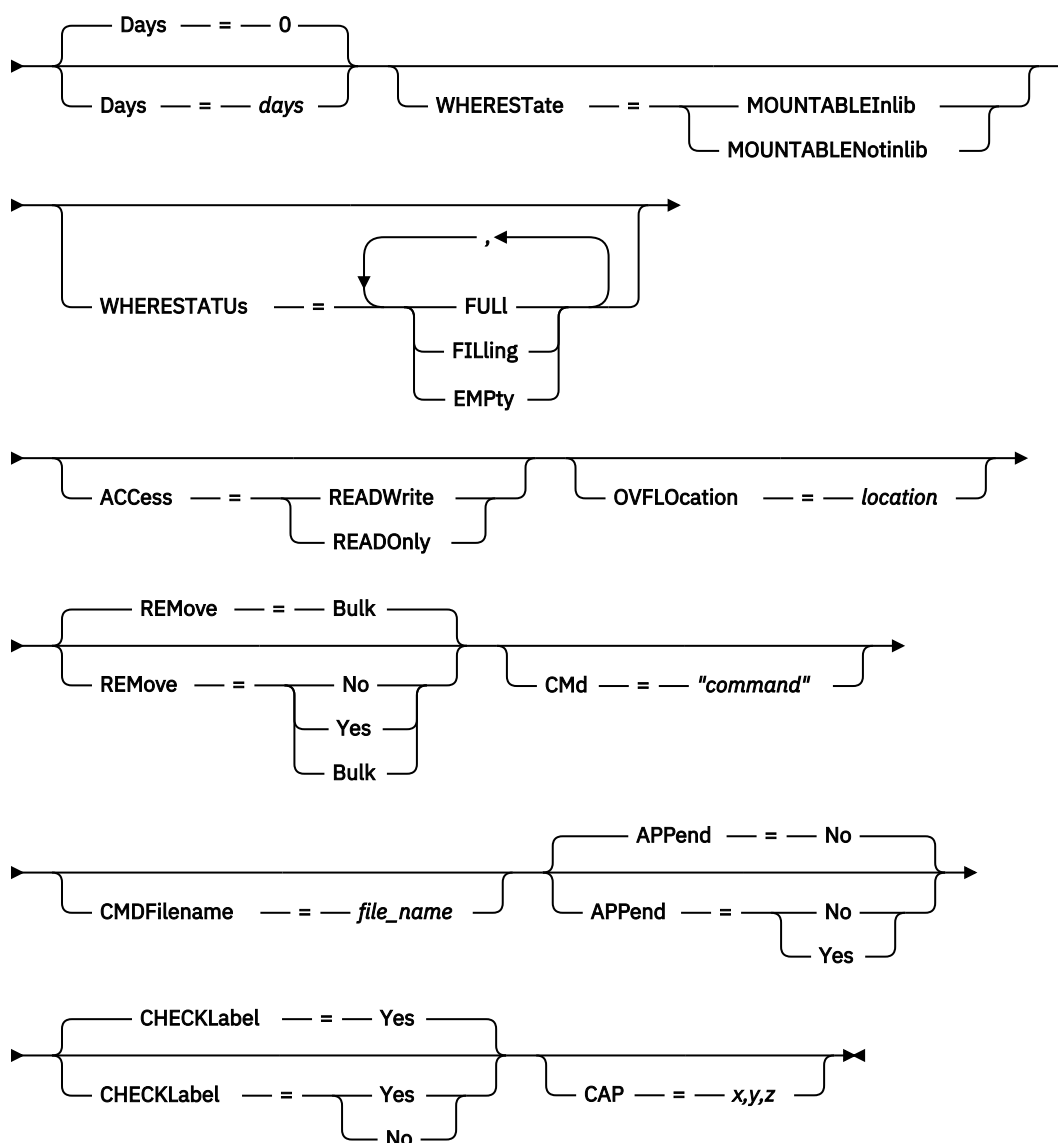 Days = 0
Days = days WHEREState = MOUNTABLEInlib
MOUNTABLENotinlib
,
WHERESTATUs = FULl
FILling
EMPty
ACCess = READWrite OVFLOcation = location
READOnly
REMove = Bulk
REMove = No CMd = "command"
Yes
Bulk
APPend = No
CMDFilename = file_name APPend = No
Yes
CHECKLabel = Yes
CHECKLabel = Yes CAP = x,y,z
No